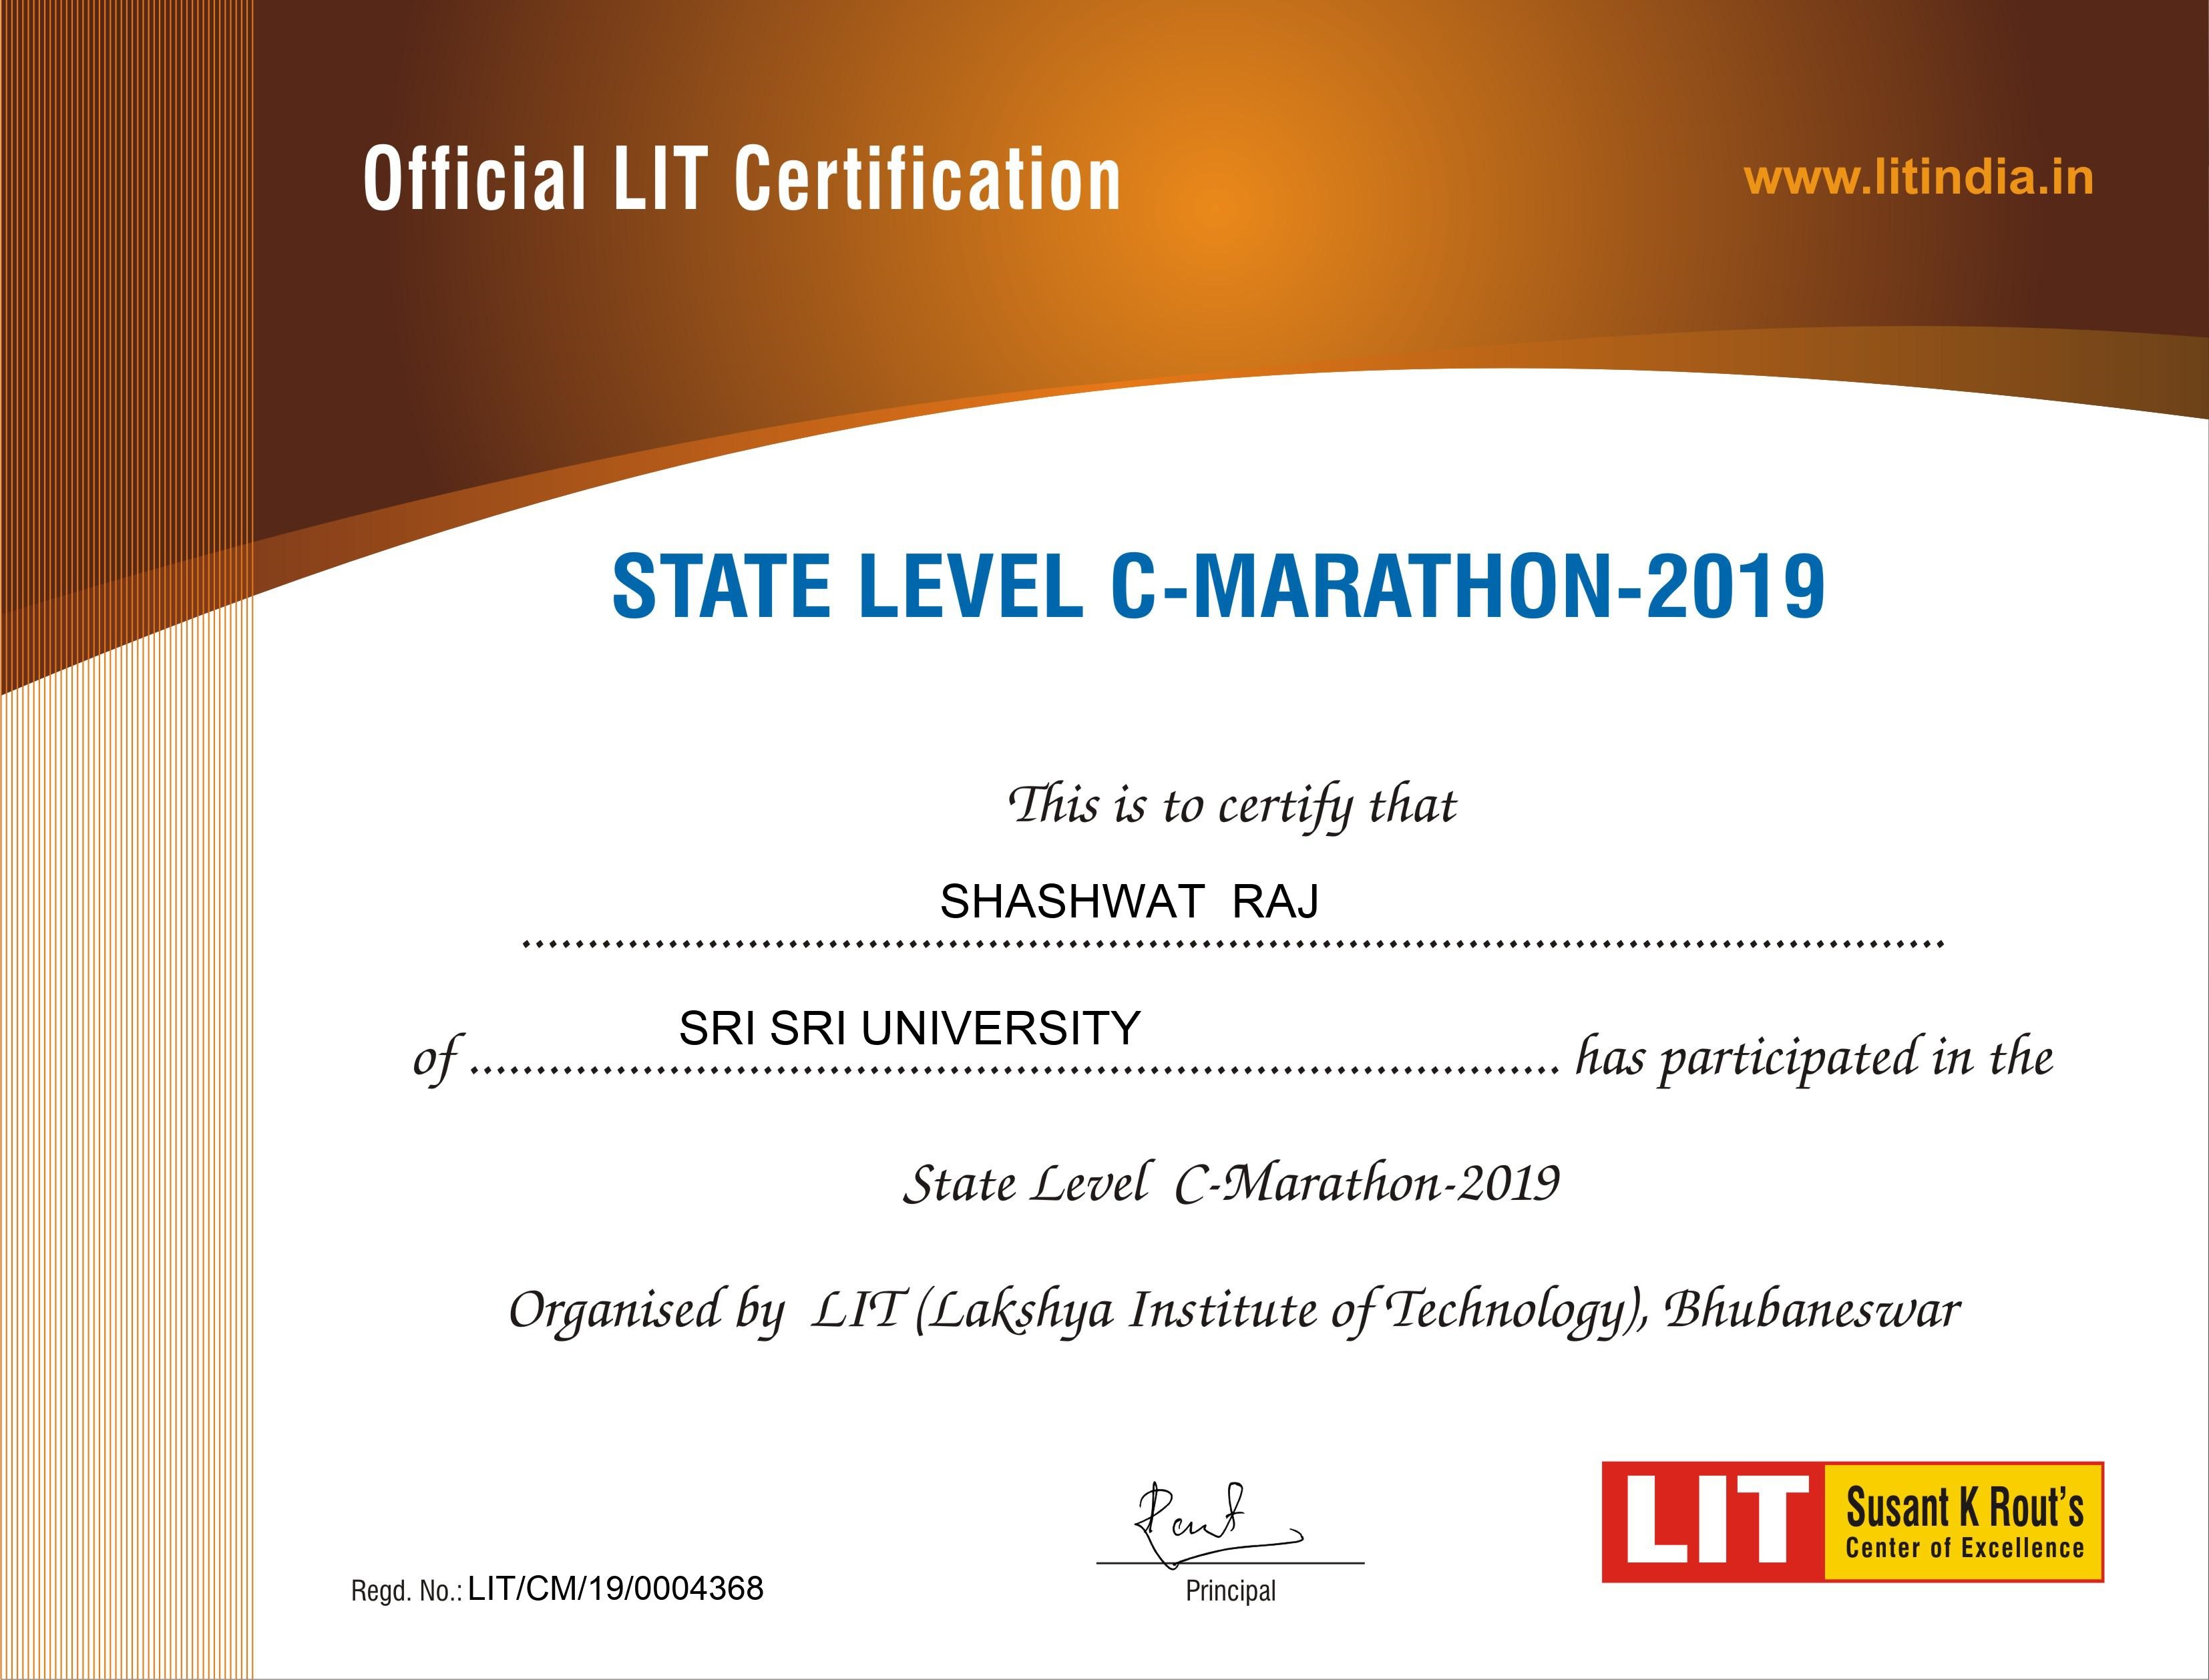 Official LIT Certification
www.litindia.in
STATE LEVEL C-MARATHON-2019
This is to certify that
SHASHWAT RAJ
..............................................................................................................
of SRI SRI UNIVERSITY .................................................................................... has participated in the
State Level C-Marathon-2019
Organised by LIT (Lakshya Institute of Technology), Bhubaneswar
Regd. No.: LIT/CM/19/0004368
Principal
LIT
Susant K Rout's
Center of Excellence